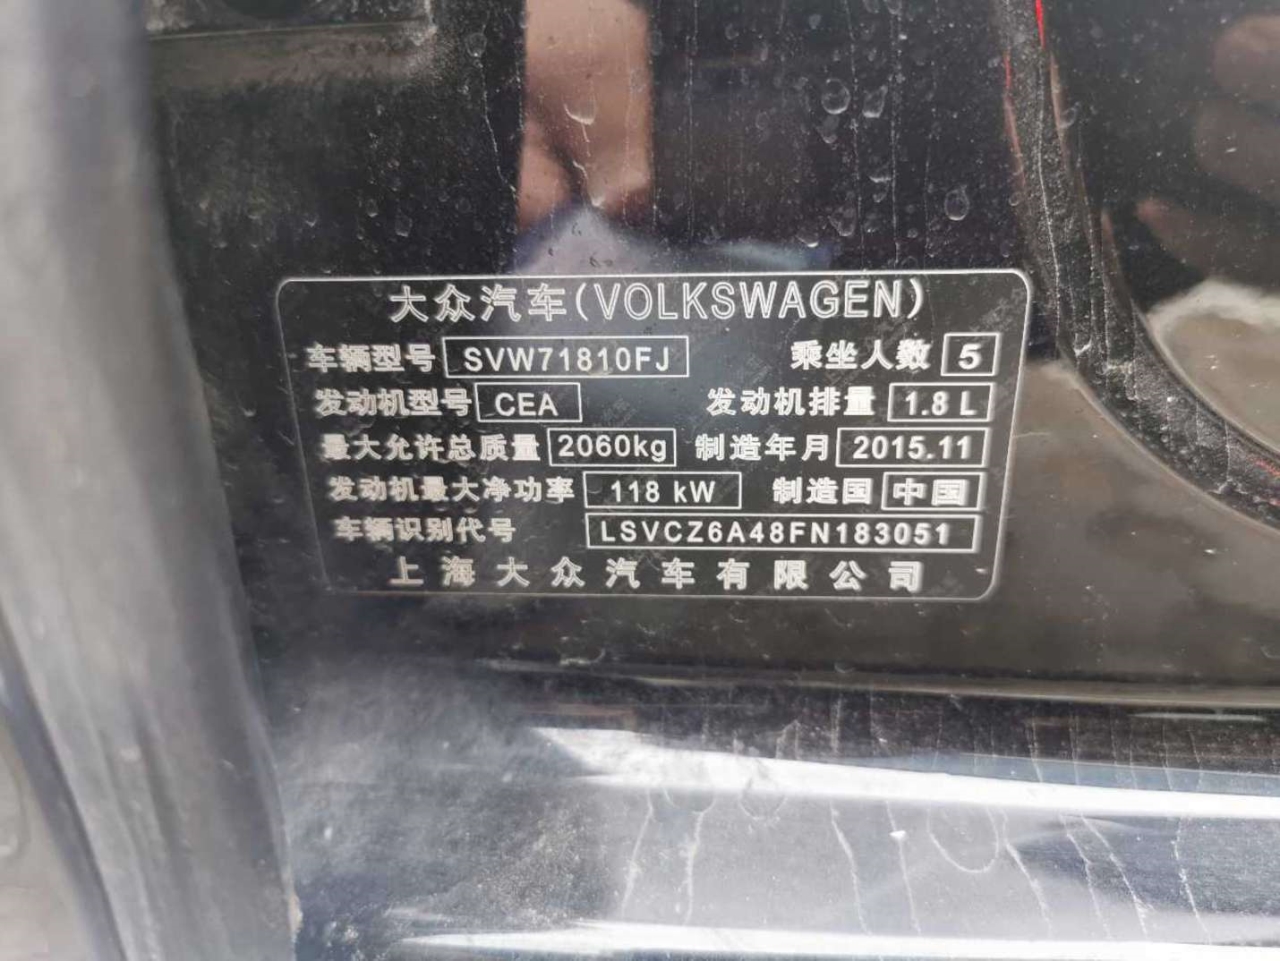 大众汽车(VOLKSWAGEN)
车辆型号 SVW71810FJ 乘坐人数 5
发动机型号 CEA 发动机排量 1.8 L
最大允许总质量 2060kg 制造年月 2015.11
发动机最大净功率 118 kW 制造国 中国
车辆识别代号 LSVCZ6A48FN183051
上海大众汽车有限公司